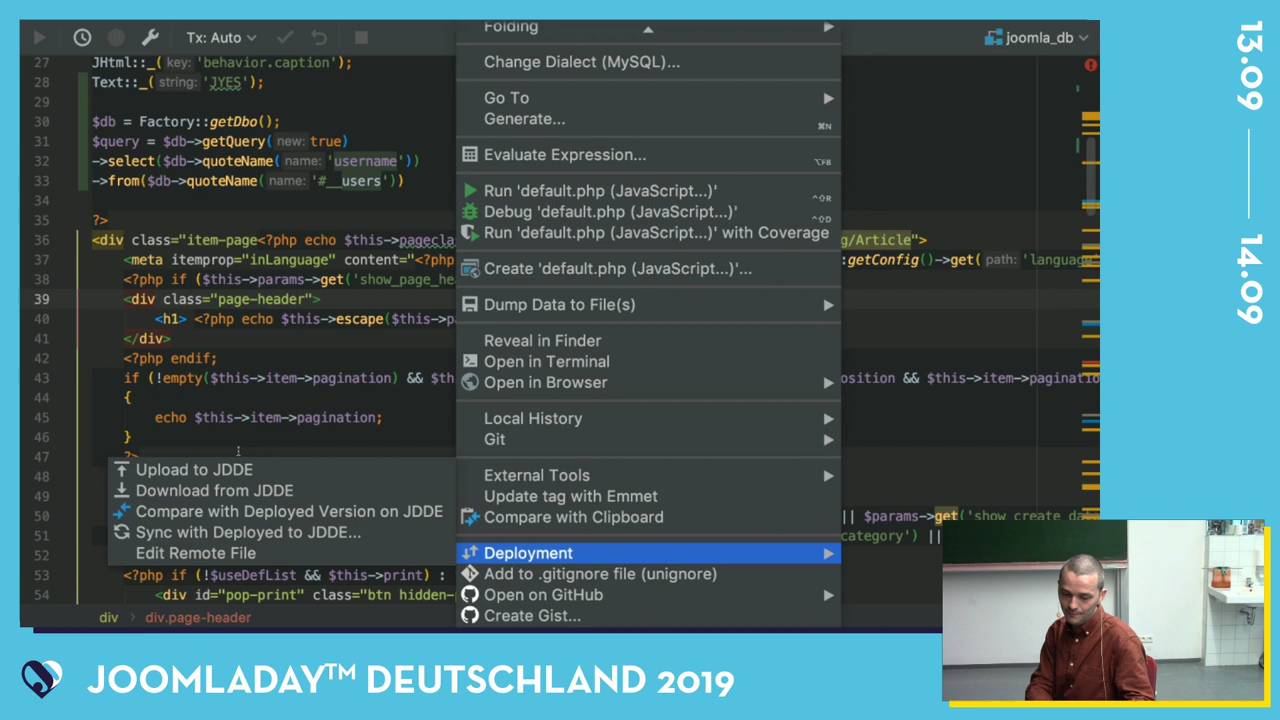 Tx: Auto
joomla_db
27 JHtml::_( key: 'behavior.caption');
28 Text::_( string: 'JYES');
29
30 $db = Factory::getDbo();
31 $query = $db->getQuery( new: true)
32 ->select($db->quoteName( name: 'username'))
33 ->from($db->quoteName( name: '#__users'))
34
35 ?>
36 <div class="item-page<?php echo $this->pagecla g/Article">
37 <meta itemprop="inLanguage" content="<?php :getConfig()->get( path: 'language
38 <?php if ($this->params->get('show_page_he
39 <div class="page-header">
40 <h1> <?php echo $this->escape($this->p
41 </div>
42 <?php endif;
43 if (!empty($this->item->pagination) && $th osition && $this->item->paginatio
44 {
45 echo $this->item->pagination;
46 }
47 ?>
48
49
50 || $params->get('show_create_da
51 category') ||
52
53 <?php if (!$useDefList && $this->print) :
54 <div id="pop-print" class="btn hidden-
div > div.page-header
Folding
Change Dialect (MySQL)...
Go To
Generate... ⌘N
Evaluate Expression... ⌥F8
Run 'default.php (JavaScript...)' ⌃⇧R
Debug 'default.php (JavaScript...)' ⌃⇧D
Run 'default.php (JavaScript...)' with Coverage
Create 'default.php (JavaScript...)'...
Dump Data to File(s)
Reveal in Finder
Open in Terminal
Open in Browser
Local History
Git
External Tools
Update tag with Emmet
Compare with Clipboard
Deployment
Add to .gitignore file (unignore)
Open on GitHub
Create Gist...
Upload to JDDE
Download from JDDE
Compare with Deployed Version on JDDE
Sync with Deployed to JDDE...
Edit Remote File
13.09
14.09
JOOMLADAY™ DEUTSCHLAND 2019